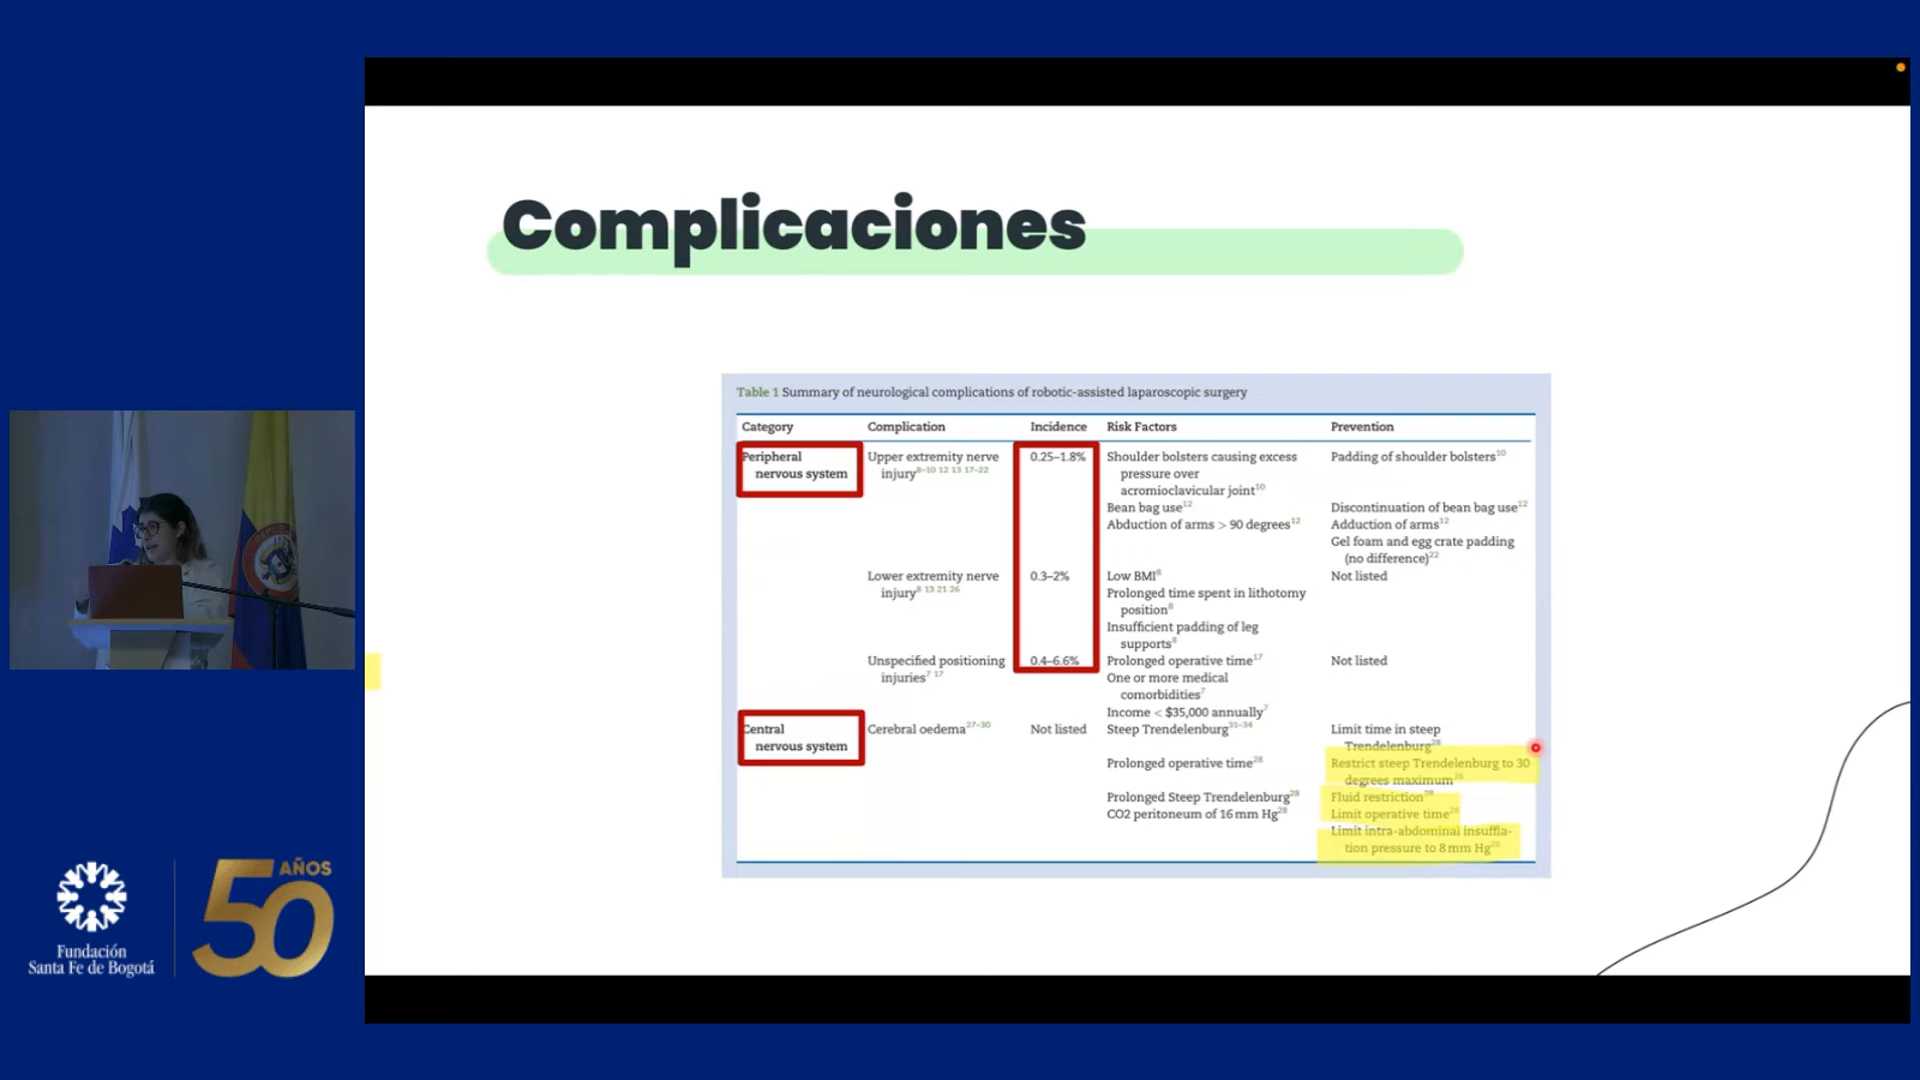 Complicaciones
Table 1 Summary of neurological complications of robotic-assisted laparoscopic surgery
Category Complication Incidence Risk Factors Prevention
Peripheral nervous system
Upper extremity nerve injury8–10 12 13 17–22
0.25–1.8%
Shoulder bolsters causing excess
pressure over
acromioclavicular joint10
Padding of shoulder bolsters10
Bean bag use12
Discontinuation of bean bag use12
Abduction of arms > 90 degrees12
Adduction of arms12
Gel foam and egg crate padding
(no difference)22
Lower extremity nerve
injury8 13 21 26
0.3–2%
Low BMI8
Not listed
Prolonged time spent in lithotomy
position8
Insufficient padding of leg
supports8
Unspecified positioning
injuries7 17
0.4–6.6%
Prolonged operative time17
Not listed
One or more medical
comorbidities7
Income < $35,000 annually7
Central
nervous system
Cerebral oedema27–30
Not listed
Steep Trendelenburg31–34
Limit time in steep
Trendelenburg28
Prolonged operative time28
Restrict steep Trendelenburg to 30
degrees maximum28
Prolonged Steep Trendelenburg28
Fluid restriction28
CO2 peritoneum of 16 mm Hg28
Limit operative time28
Limit intra-abdominal insuffla-
tion pressure to 8 mm Hg28
Fundación
Santa Fe de Bogotá
50 AÑOS